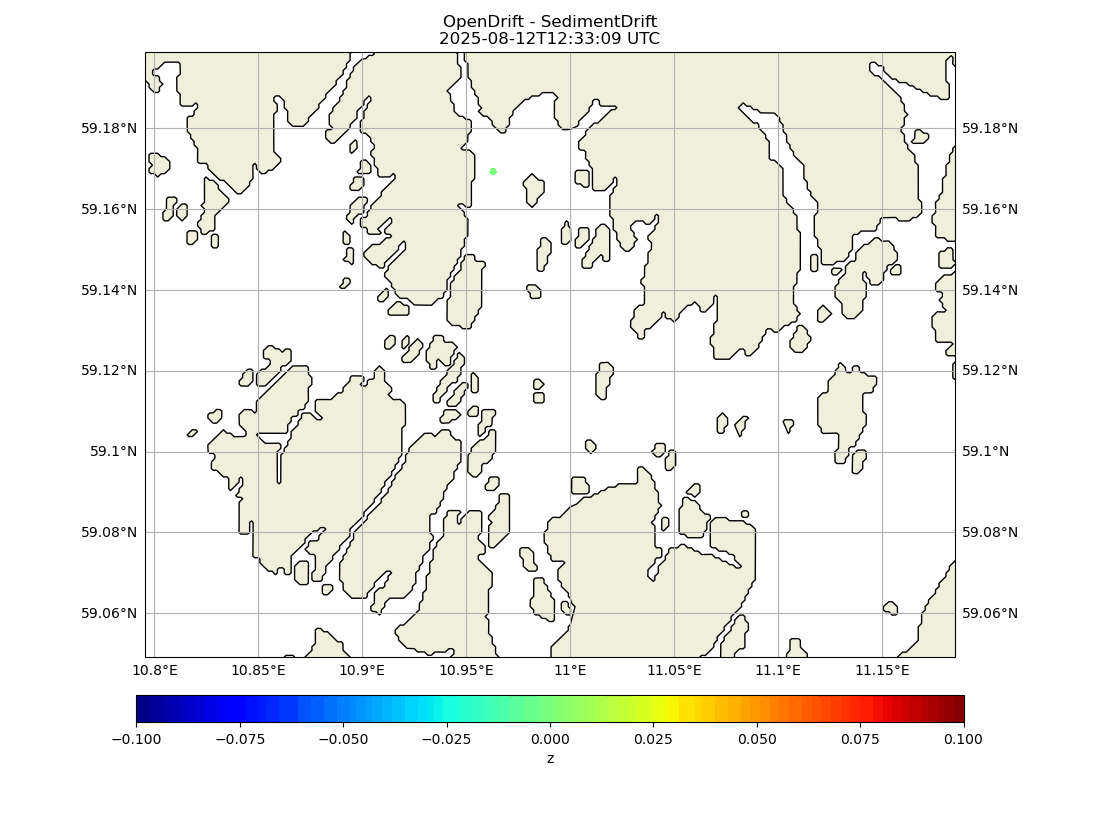 OpenDrift - SedimentDrift
2025-08-12T12:33:09 UTC
59.18°N 59.18°N
59.16°N 59.16°N
59.14°N 59.14°N
59.12°N 59.12°N
59.1°N 59.1°N
59.08°N 59.08°N
59.06°N 59.06°N
10.8°E 10.85°E 10.9°E 10.95°E 11°E 11.05°E 11.1°E 11.15°E
−0.100 −0.075 −0.050 −0.025 0.000 0.025 0.050 0.075 0.100
z